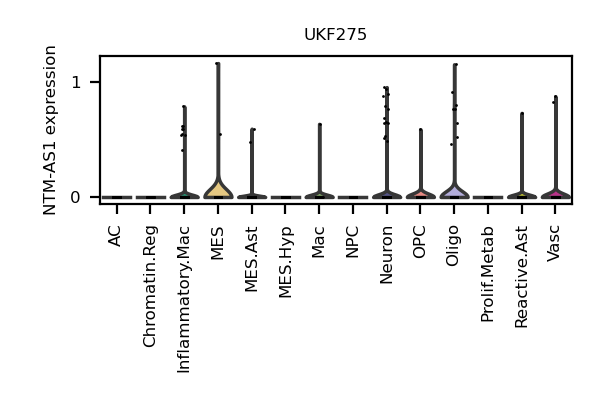 UKF275
NTM-AS1 expression
1
0
AC
Chromatin.Reg
Inflammatory.Mac
MES
MES.Ast
MES.Hyp
Mac
NPC
Neuron
OPC
Oligo
Prolif.Metab
Reactive.Ast
Vasc